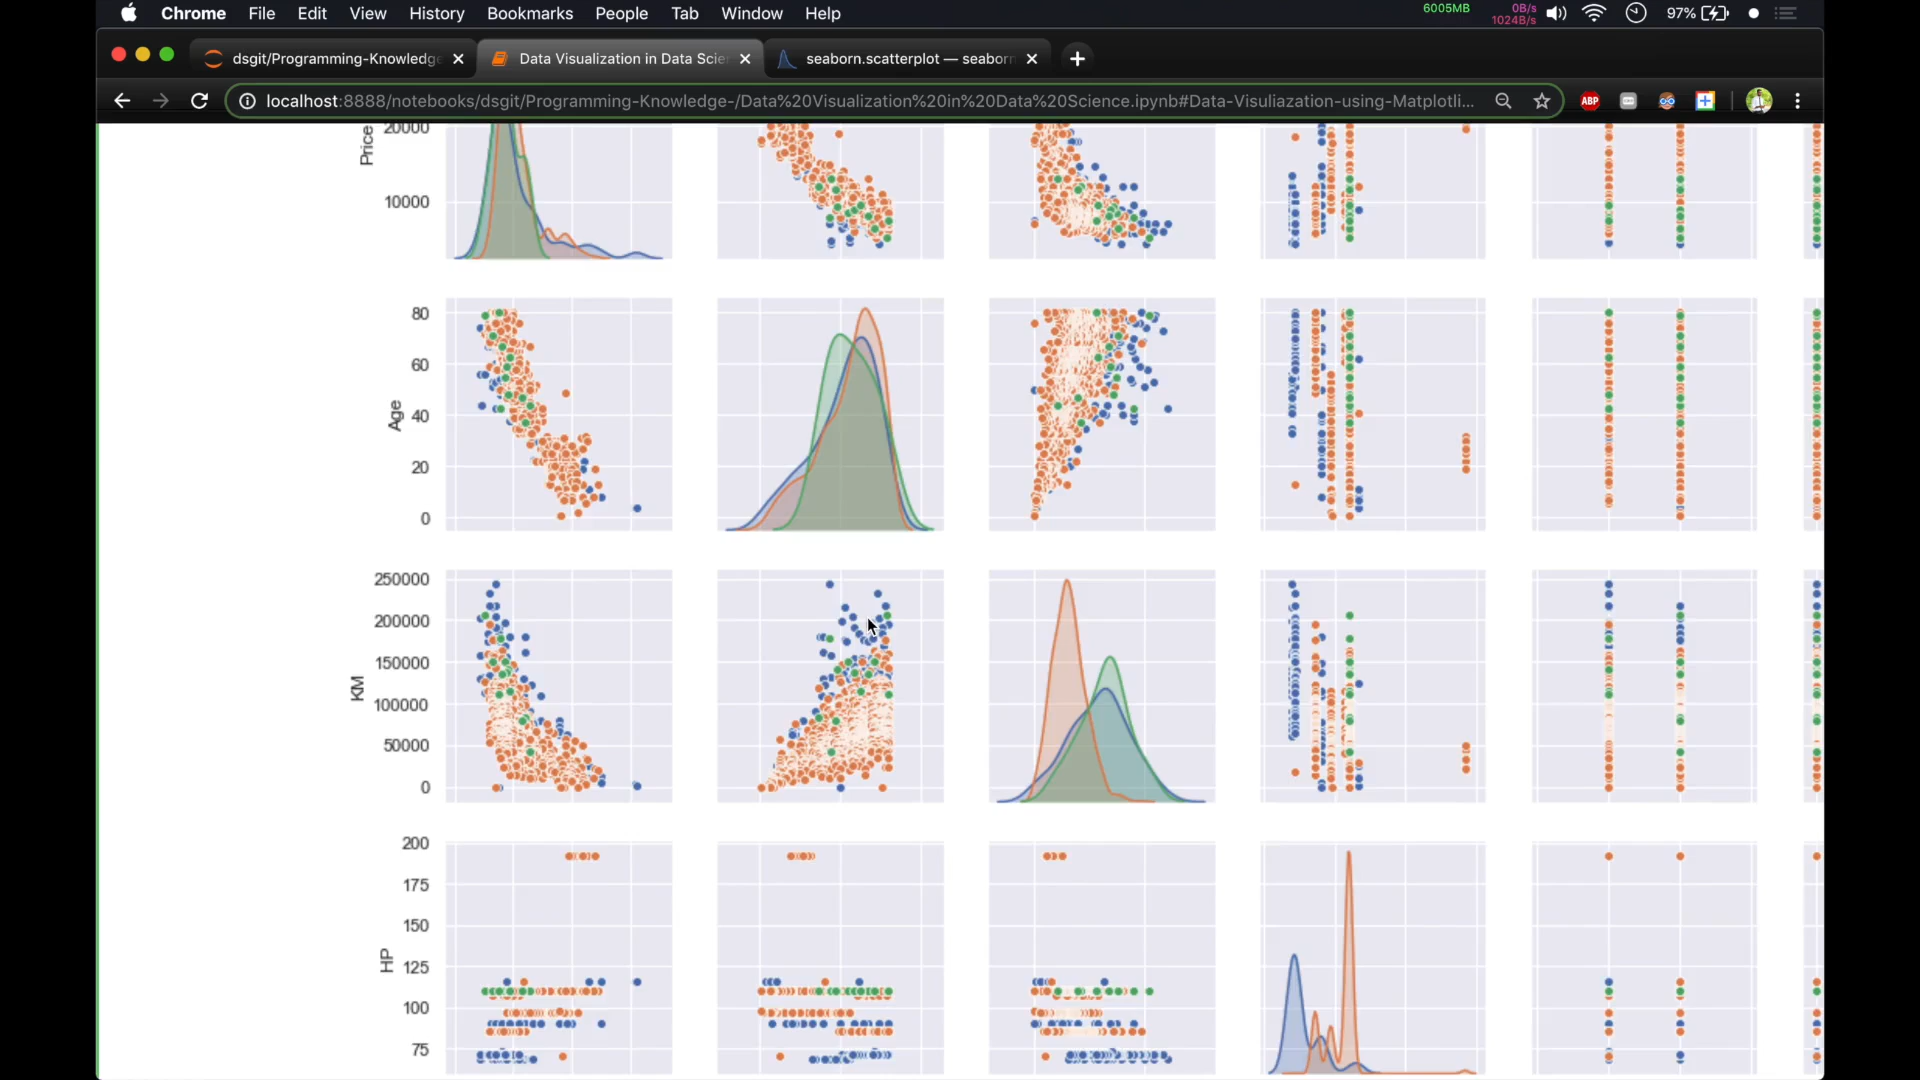 Chrome File Edit View History Bookmarks People Tab Window Help 6005MB 0B/s 1024B/s 97%
dsgit/Programming-Knowledge Data Visualization in Data Scie seaborn.scatterplot — seaborn
localhost:8888/notebooks/dsgit/Programming-Knowledge-/Data%20Visualization%20in%20Data%20Science.ipynb#Data-Visuliazation-using-Matplotli... ABP
Price
20000
10000
Age
80
60
40
20
0
KM
250000
200000
150000
100000
50000
0
HP
200
175
150
125
100
75